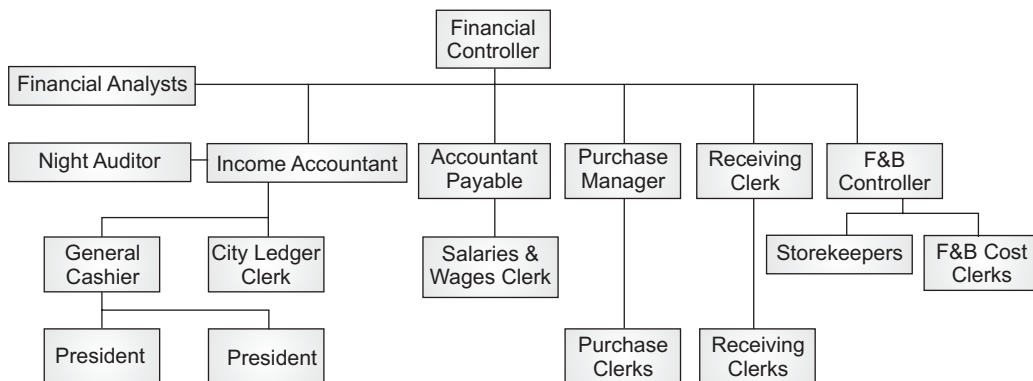 Financial
Controller
Financial Analysts
Night Auditor
Income Accountant
Accountant
Payable
Purchase
Manager
Receiving
Clerk
F&B
Controller
General
Cashier
City Ledger
Clerk
Salaries &
Wages Clerk
Storekeepers
F&B Cost
Clerks
President
President
Purchase
Clerks
Receiving
Clerks